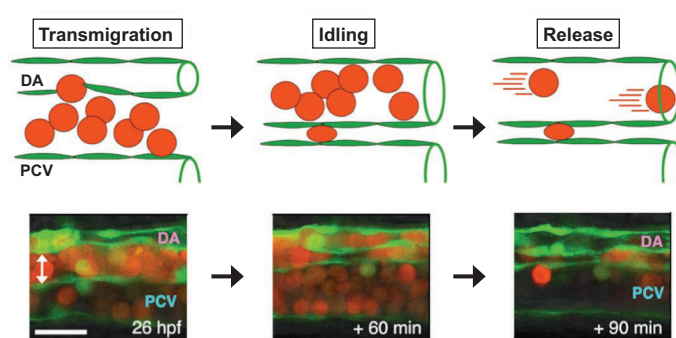 Transmigration
Idling
Release
DA
PCV
DA
PCV
26 hpf
+ 60 min
DA
PCV
+ 90 min